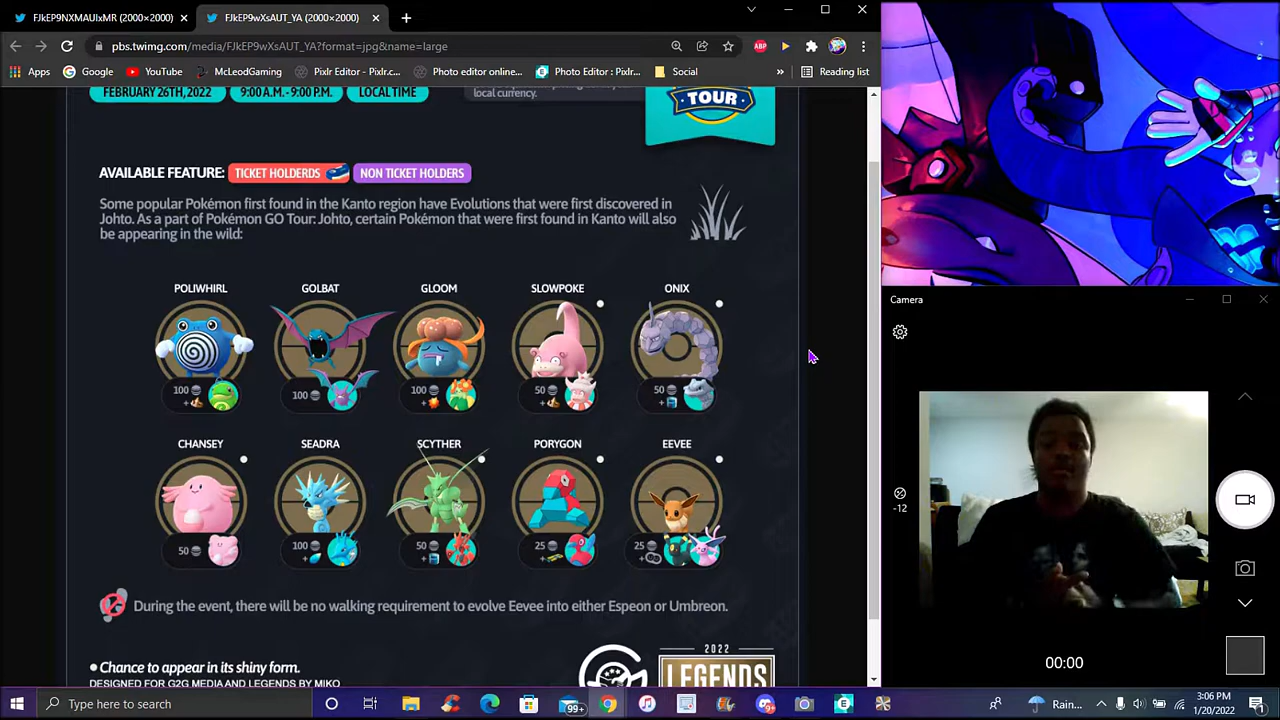 FJkEP9NXMAUIxMR (2000×2000)
FJkEP9wXsAUT_YA (2000×2000)
pbs.twimg.com/media/FJkEP9wXsAUT_YA?format=jpg&name=large
ABP
Apps
Google
YouTube
McLeodGaming
Pixlr Editor - Pixlr.c...
Photo editor online...
Photo Editor : Pixlr...
Social
»
Reading list
FEBRUARY 26TH,2022
9:00 A.M. - 9:00 P.M.
LOCAL TIME
local currency.
TOUR
AVAILABLE FEATURE:
TICKET HOLDERDS
NON TICKET HOLDERS
Some popular Pokémon first found in the Kanto region have Evolutions that were first discovered in
Johto. As a part of Pokémon GO Tour: Johto, certain Pokémon that were first found in Kanto will also
be appearing in the wild:
POLIWHIRL
GOLBAT
GLOOM
SLOWPOKE
ONIX
100
+
100
100
+
50
+
50
+
CHANSEY
SEADRA
SCYTHER
PORYGON
EEVEE
50
100
+
50
+
25
+
25
+
During the event, there will be no walking requirement to evolve Eevee into either Espeon or Umbreon.
• Chance to appear in its shiny form.
DESIGNED FOR G2G MEDIA AND LEGENDS BY MIKO
2022
LEGENDS
Camera
-12
00:00
Type here to search
99+
Rain...
3:06 PM
1/20/2022